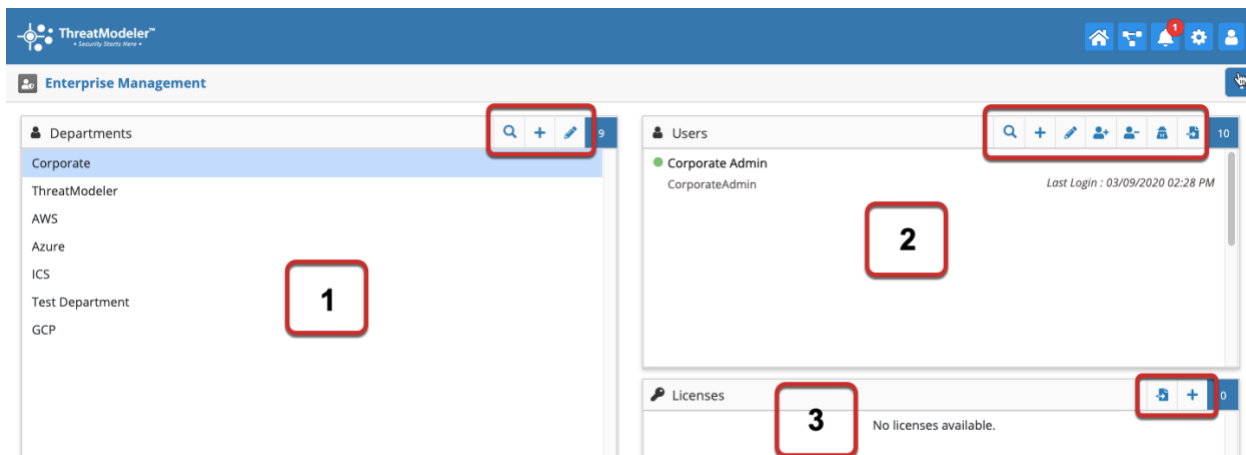 ThreatModeler™
• Security Starts Here •
1
Enterprise Management
Departments
9
Corporate
ThreatModeler
AWS
Azure
ICS
Test Department
GCP
1
Users
10
Corporate Admin
CorporateAdmin
Last Login : 03/09/2020 02:28 PM
2
Licenses
0
3
No licenses available.